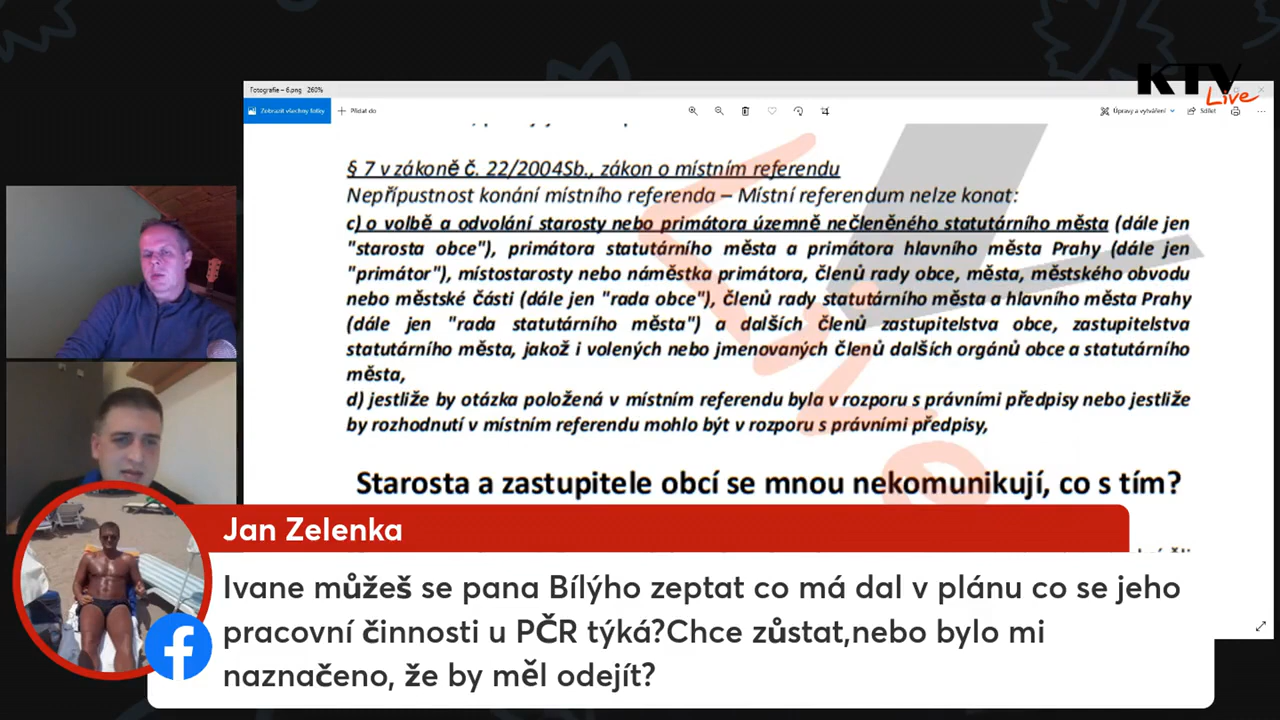 KTV
Live
Fotografie – 6.png 260%
Zobrazit všechny fotky
Přidat do
Úpravy a vytváření
Sdílet
§ 7 v zákoně č. 22/2004Sb., zákon o místním referendu
Nepřípustnost konání místního referenda – Místní referendum nelze konat:
c) o volbě a odvolání starosty nebo primátora územně nečleněného statutárního města (dále jen
"starosta obce"), primátora statutárního města a primátora hlavního města Prahy (dále jen
"primátor"), místostarosty nebo náměstka primátora, členů rady obce, města, městského obvodu
nebo městské části (dále jen "rada obce"), členů rady statutárního města a hlavního města Prahy
(dále jen "rada statutárního města") a dalších členů zastupitelstva obce, zastupitelstva
statutárního města, jakož i volených nebo jmenovaných členů dalších orgánů obce a statutárního
města,
d) jestliže by otázka položená v místním referendu byla v rozporu s právními předpisy nebo jestliže
by rozhodnutí v místním referendu mohlo být v rozporu s právními předpisy,
Starosta a zastupitele obcí se mnou nekomunikují, co s tím?
Jan Zelenka
Ivane můžeš se pana Bílýho zeptat co má dal v plánu co se jeho
pracovní činnosti u PČR týká?Chce zůstat,nebo bylo mi
naznačeno, že by měl odejít?